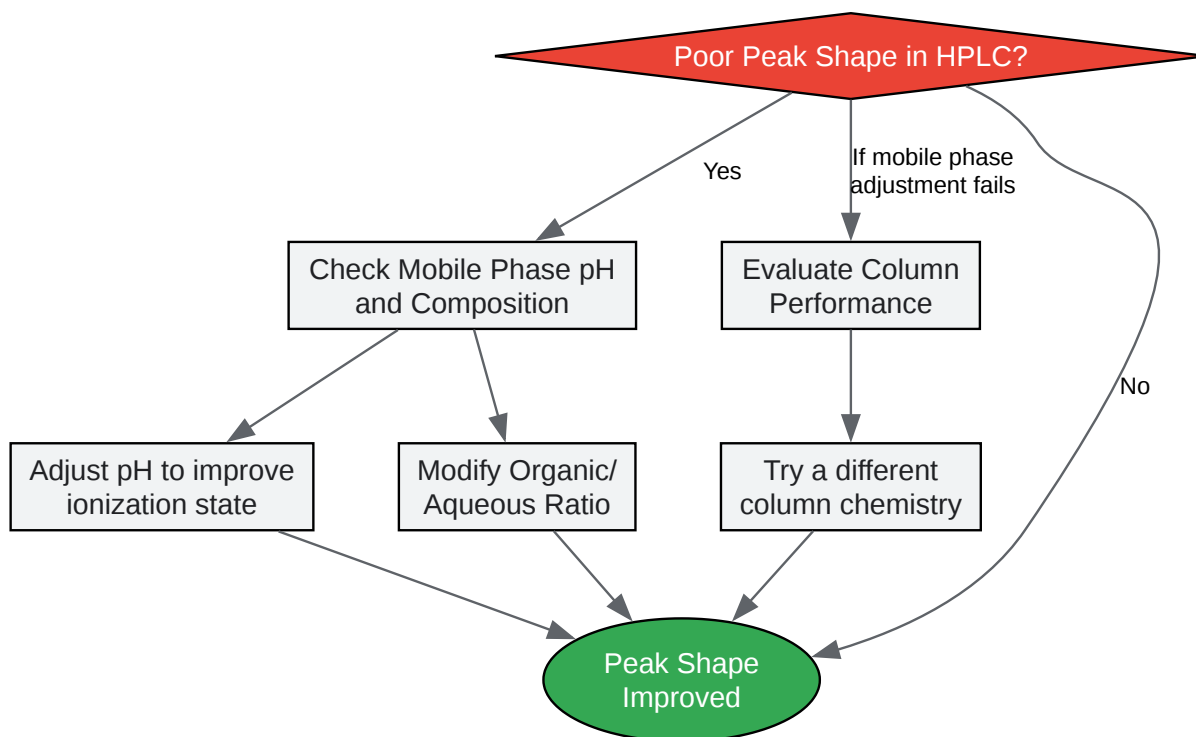 Poor Peak Shape in HPLC?
Yes
If mobile phase
adjustment fails
Check Mobile Phase pH
and Composition
Evaluate Column
Performance
No
Adjust pH to improve
ionization state
Modify Organic/
Aqueous Ratio
Try a different
column chemistry
Peak Shape
Improved